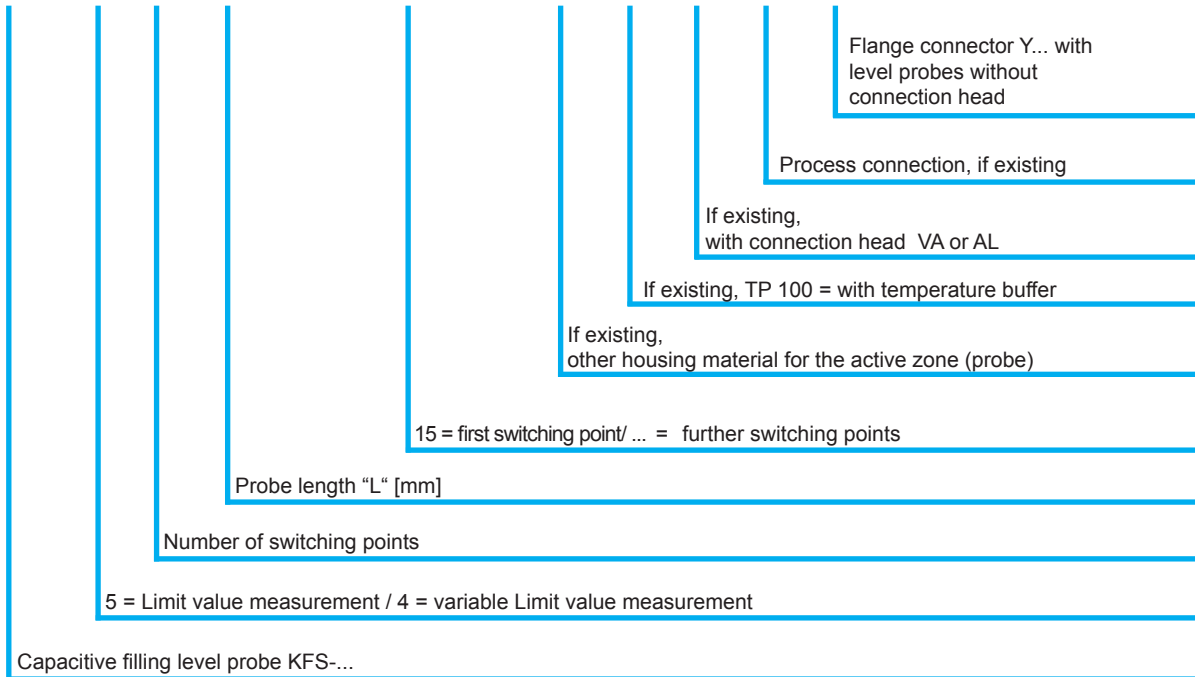 Flange connector Y... with
level probes without
connection head
Process connection, if existing
If existing,
with connection head  VA or AL
If existing, TP 100 = with temperature buffer
If existing,
other housing material for the active zone (probe)
15 = first switching point/ ... =  further switching points
Probe length “L“ [mm]
Number of switching points
5 = Limit value measurement / 4 = variable Limit value measurement
Capacitive filling level probe KFS-...